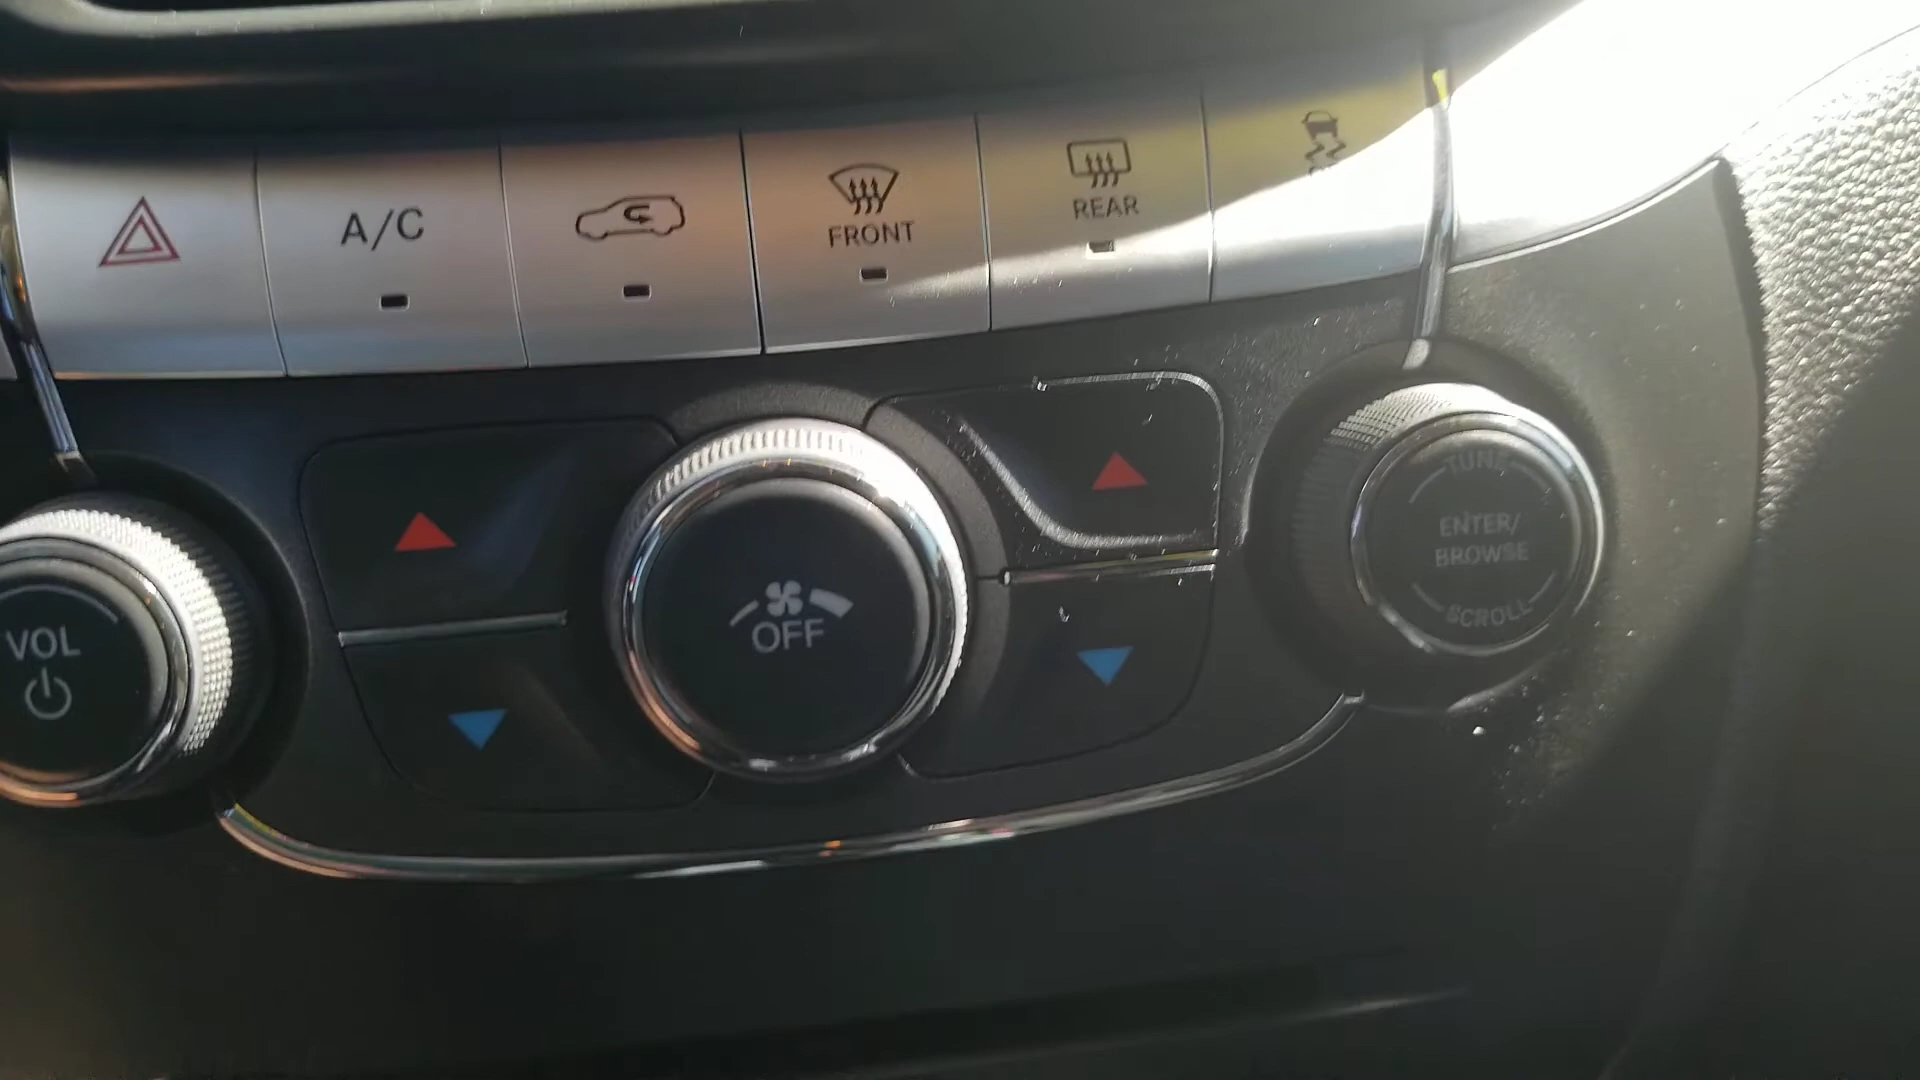 A/C
FRONT
REAR
VOL
OFF
TUNE
ENTER/
BROWSE
SCROLL